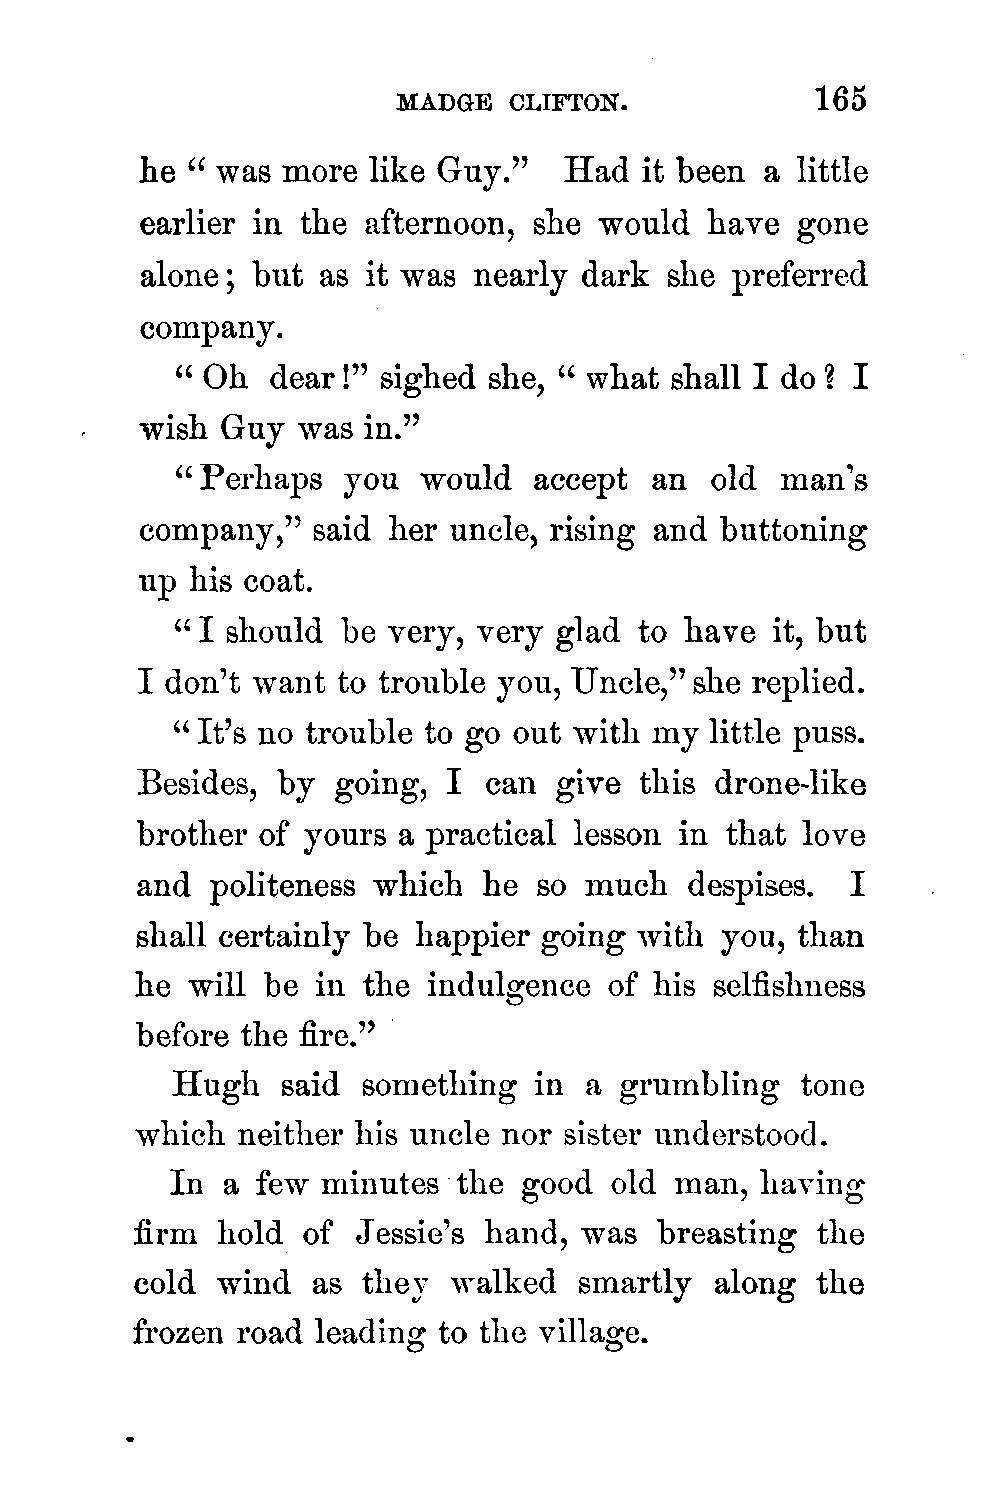 MADGE CLIFTON. 165
he " was more like Guy." Had it been a little
earlier in the afternoon, she would have gone
alone; but as it was nearly dark she preferred
company.
" Oh dear!" sighed she, " what shall I do? I
wish Guy was in."
"Perhaps you would accept an old man's
company," said her uncle, rising and buttoning
up his coat.
"I should be very, very glad to have it, but
I don't want to trouble you, Uncle," she replied.
"It's no trouble to go out with my little puss.
Besides, by going, I can give this drone-like
brother of yours a practical lesson in that love
and politeness which he so much despises. I
shall certainly be happier going with you, than
he will be in the indulgence of his selfishness
before the fire."
Hugh said something in a grumbling tone
which neither his uncle nor sister understood.
In a few minutes the good old man, having
firm hold of Jessie's hand, was breasting the
cold wind as they walked smartly along the
frozen road leading to the village.